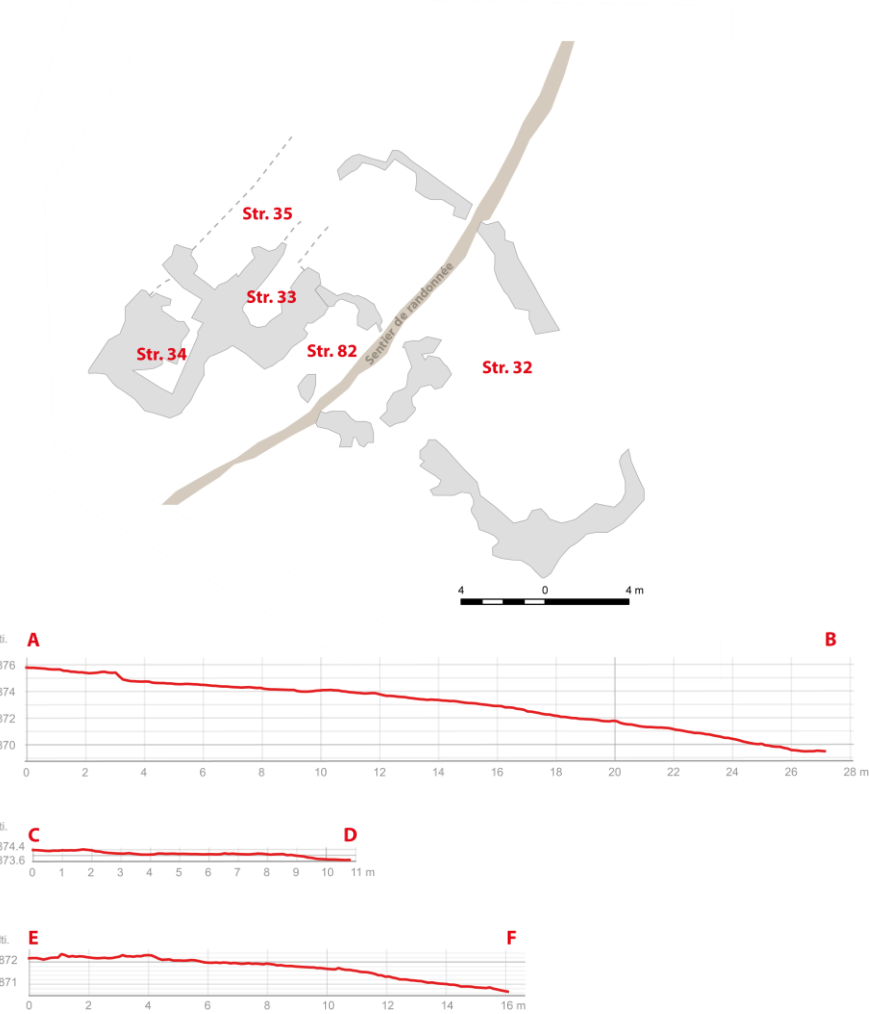 Str. 35
Str. 33
Str. 34
Str. 82
Str. 32
Sentier de randonnée
4 0 4 m
ti.
A B
876
874
872
870
0 2 4 6 8 10 12 14 16 18 20 22 24 26 28 m
ti.
C D
874.4
873.6
0 1 2 3 4 5 6 7 8 9 10 11 m
ti.
E F
872
871
0 2 4 6 8 10 12 14 16 m